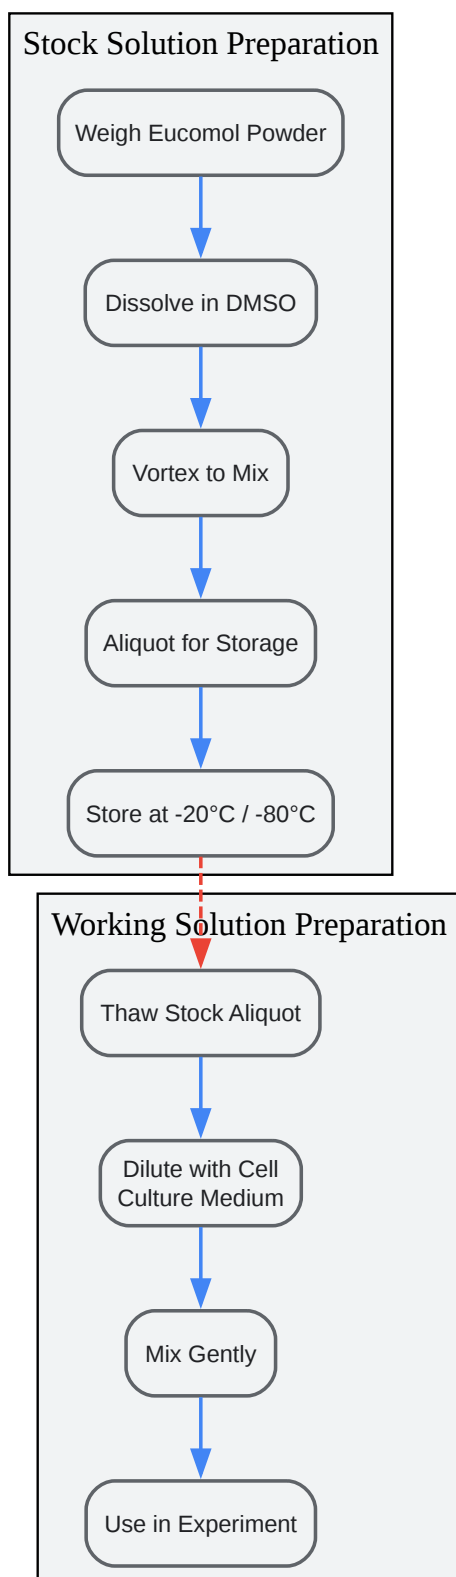 Stock Solution Preparation
Weigh Eucomol Powder
Dissolve in DMSO
Vortex to Mix
Aliquot for Storage
Store at -20°C / -80°C
Working Solution Preparation
Thaw Stock Aliquot
Dilute with Cell
Culture Medium
Mix Gently
Use in Experiment